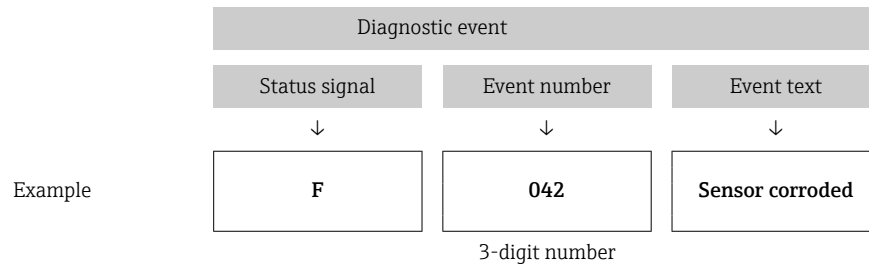 Diagnostic event
Status signal Event number Event text
↓ ↓ ↓
Example F 042 Sensor corroded
3-digit number